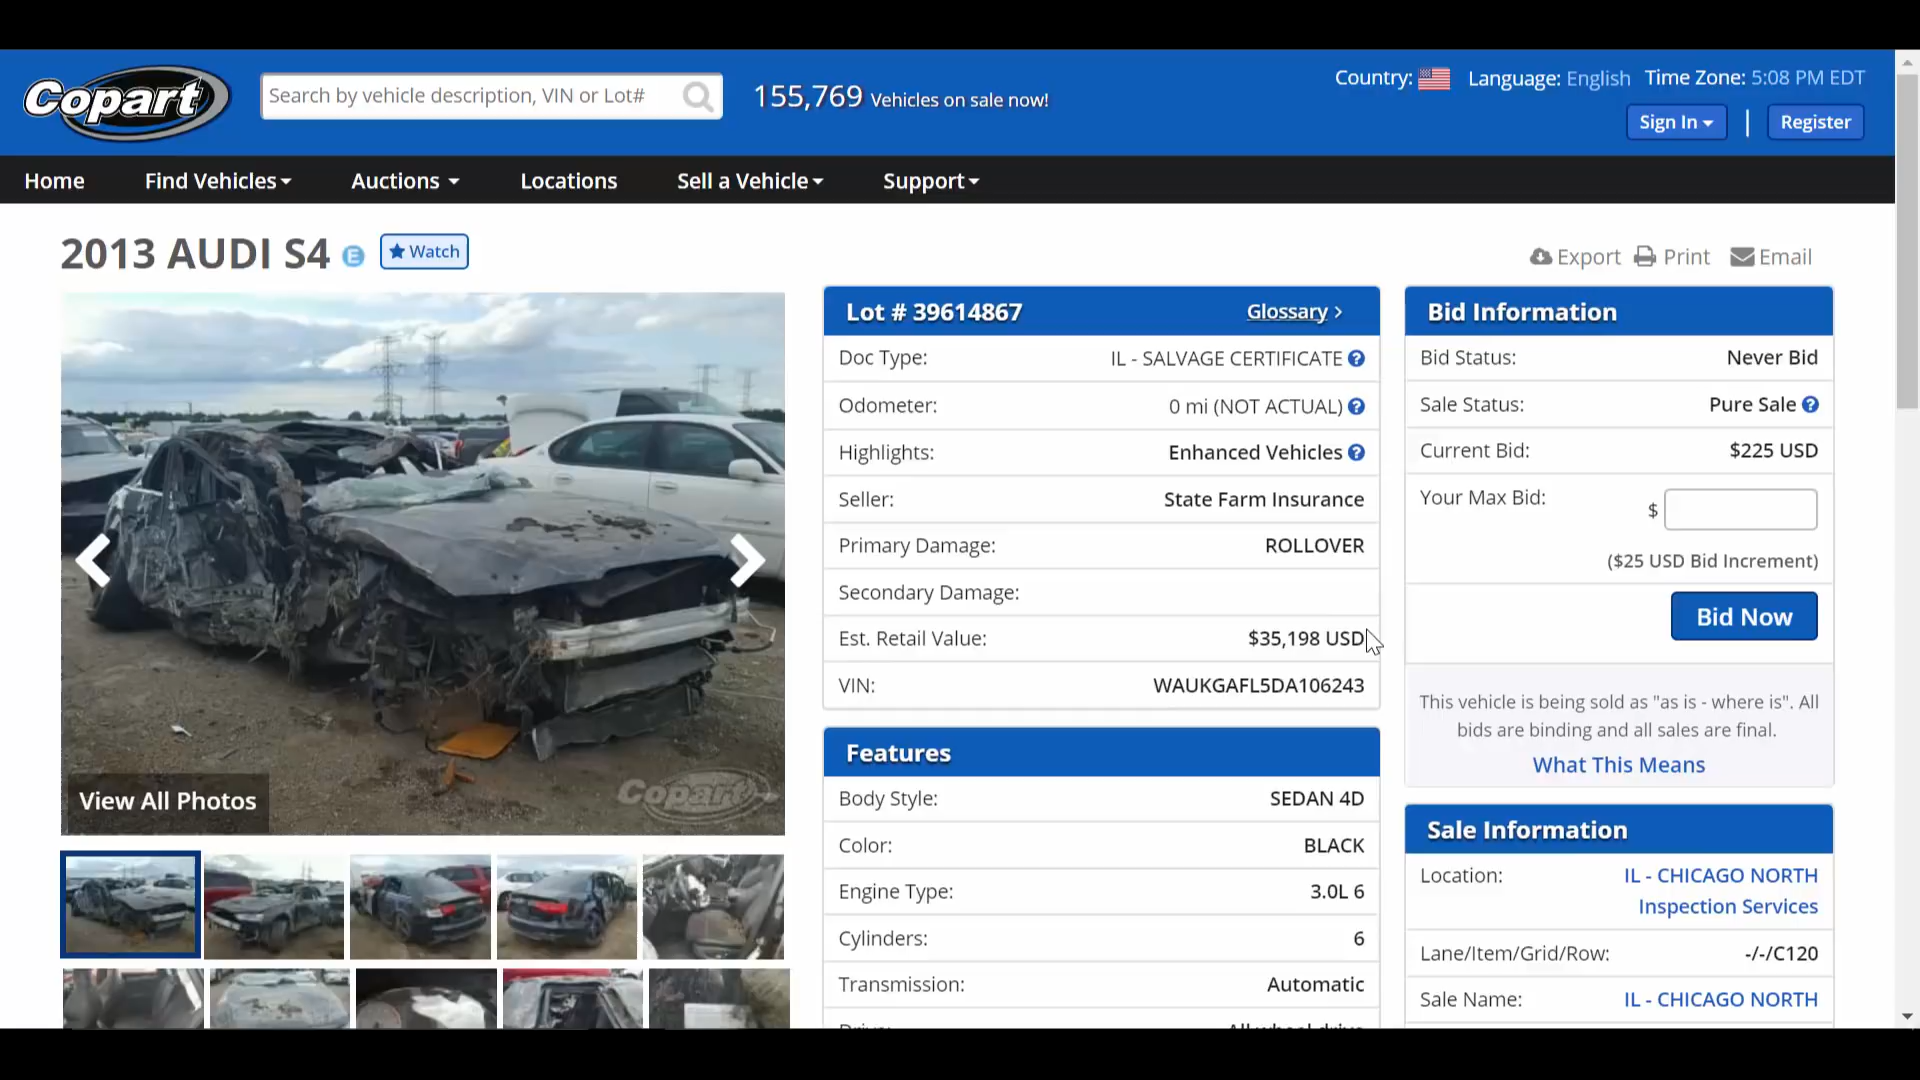 Copart
Search by vehicle description, VIN or Lot#
155,769 Vehicles on sale now!
Country: Language: English Time Zone: 5:08 PM EDT
Sign In | Register
Home Find Vehicles Auctions Locations Sell a Vehicle Support
2013 AUDI S4 E Watch
Export Print Email
View All Photos
Copart
Lot # 39614867 Glossary >
Doc Type: IL - SALVAGE CERTIFICATE ?
Odometer: 0 mi (NOT ACTUAL) ?
Highlights: Enhanced Vehicles ?
Seller: State Farm Insurance
Primary Damage: ROLLOVER
Secondary Damage:
Est. Retail Value: $35,198 USD
VIN: WAUKGAFL5DA106243
Features
Body Style: SEDAN 4D
Color: BLACK
Engine Type: 3.0L 6
Cylinders: 6
Transmission: Automatic
Bid Information
Bid Status: Never Bid
Sale Status: Pure Sale ?
Current Bid: $225 USD
Your Max Bid: $
($25 USD Bid Increment)
Bid Now
This vehicle is being sold as "as is - where is". All
bids are binding and all sales are final.
What This Means
Sale Information
Location: IL - CHICAGO NORTH
Inspection Services
Lane/Item/Grid/Row: -/-/C120
Sale Name: IL - CHICAGO NORTH